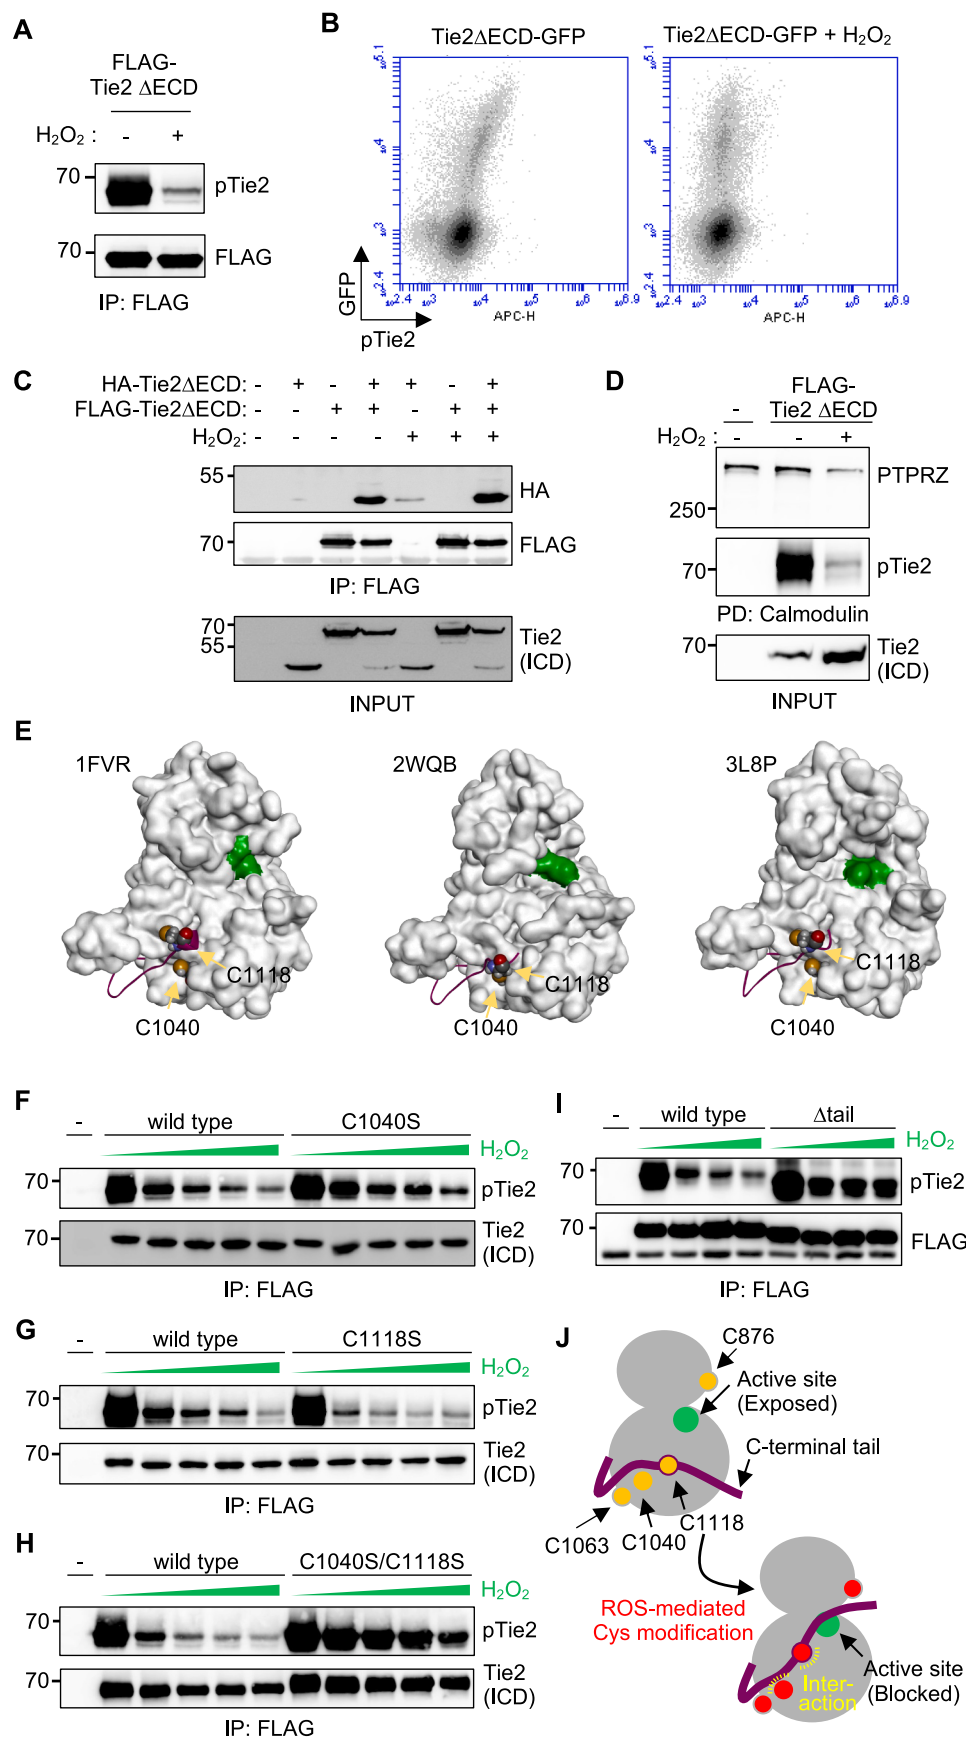 A
FLAG-
Tie2 ΔECD
H₂O₂ : - +
70
pTie2
70
FLAG
IP: FLAG
B
Tie2ΔECD-GFP
Tie2ΔECD-GFP + H₂O₂
GFP
pTie2
APC-H
APC-H
C
HA-Tie2ΔECD: - + - + + - +
FLAG-Tie2ΔECD: - - + + - + +
H₂O₂: - - - - + + +
55
HA
70
FLAG
IP: FLAG
70
55
Tie2
(ICD)
INPUT
D
FLAG-
- Tie2 ΔECD
H₂O₂ : - - +
PTPRZ
250
70
pTie2
PD: Calmodulin
70
Tie2
(ICD)
INPUT
E
1FVR
2WQB
3L8P
C1118
C1040
C1118
C1040
C1118
C1040
F
- wild type C1040S
H₂O₂
70
pTie2
70
Tie2
(ICD)
IP: FLAG
G
- wild type C1118S
H₂O₂
70
pTie2
70
Tie2
(ICD)
IP: FLAG
H
- wild type C1040S/C1118S
H₂O₂
70
pTie2
70
Tie2
(ICD)
IP: FLAG
I
- wild type Δtail
H₂O₂
70
pTie2
70
FLAG
IP: FLAG
J
C876
Active site
(Exposed)
C-terminal tail
C1118
C1040
C1063
ROS-mediated
Cys modification
Inter-
action
Active site
(Blocked)